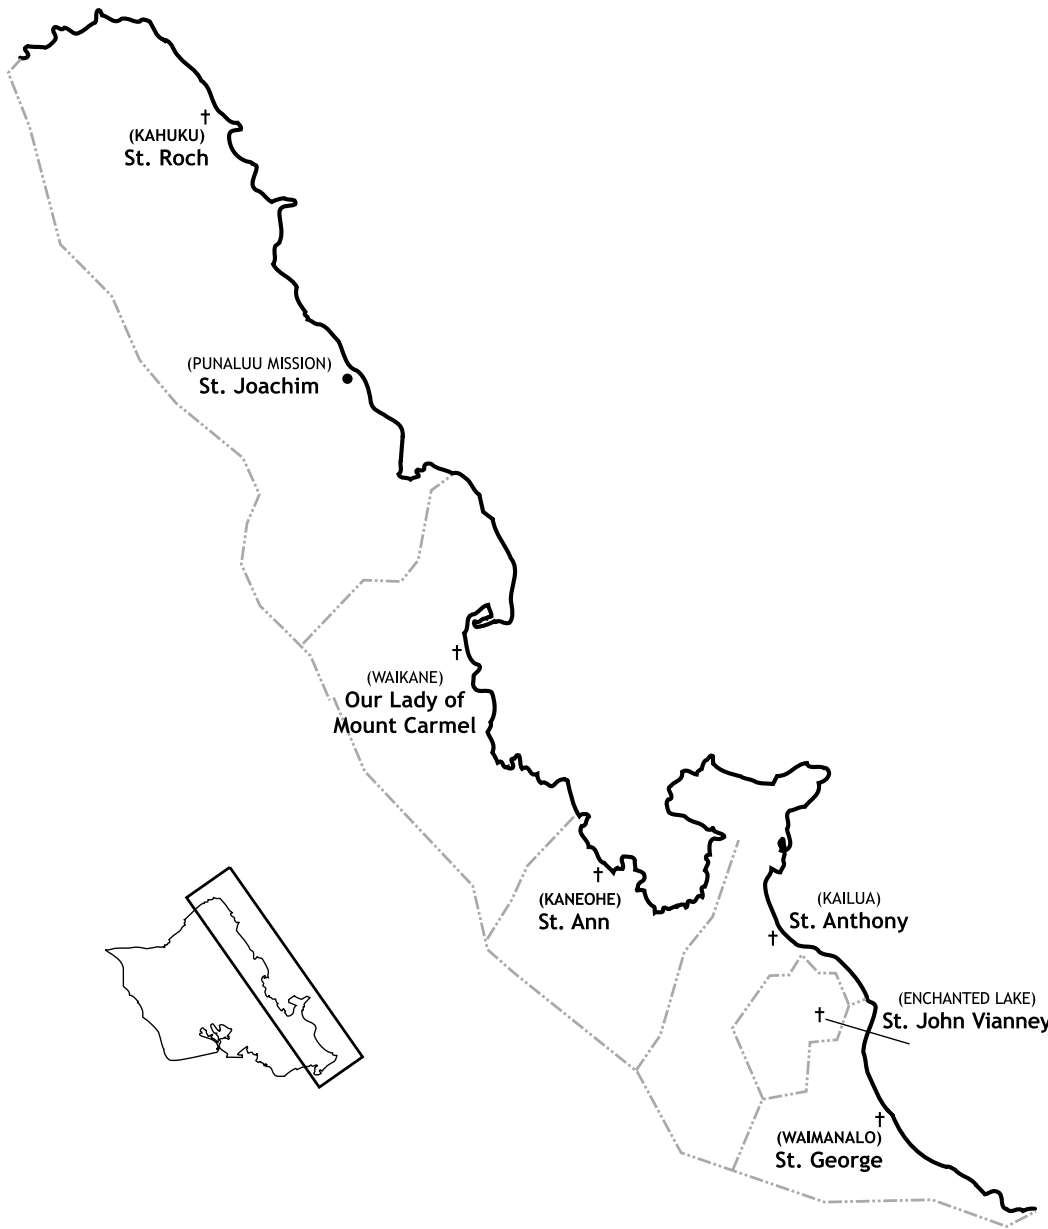 (KAHUKU)
St. Roch
(PUNALUU MISSION)
St. Joachim
(WAIKANE)
Our Lady of
Mount Carmel
(KANEOHE)
St. Ann
(KAILUA)
St. Anthony
(ENCHANTED LAKE)
St. John Vianney
(WAIMANALO)
St. George